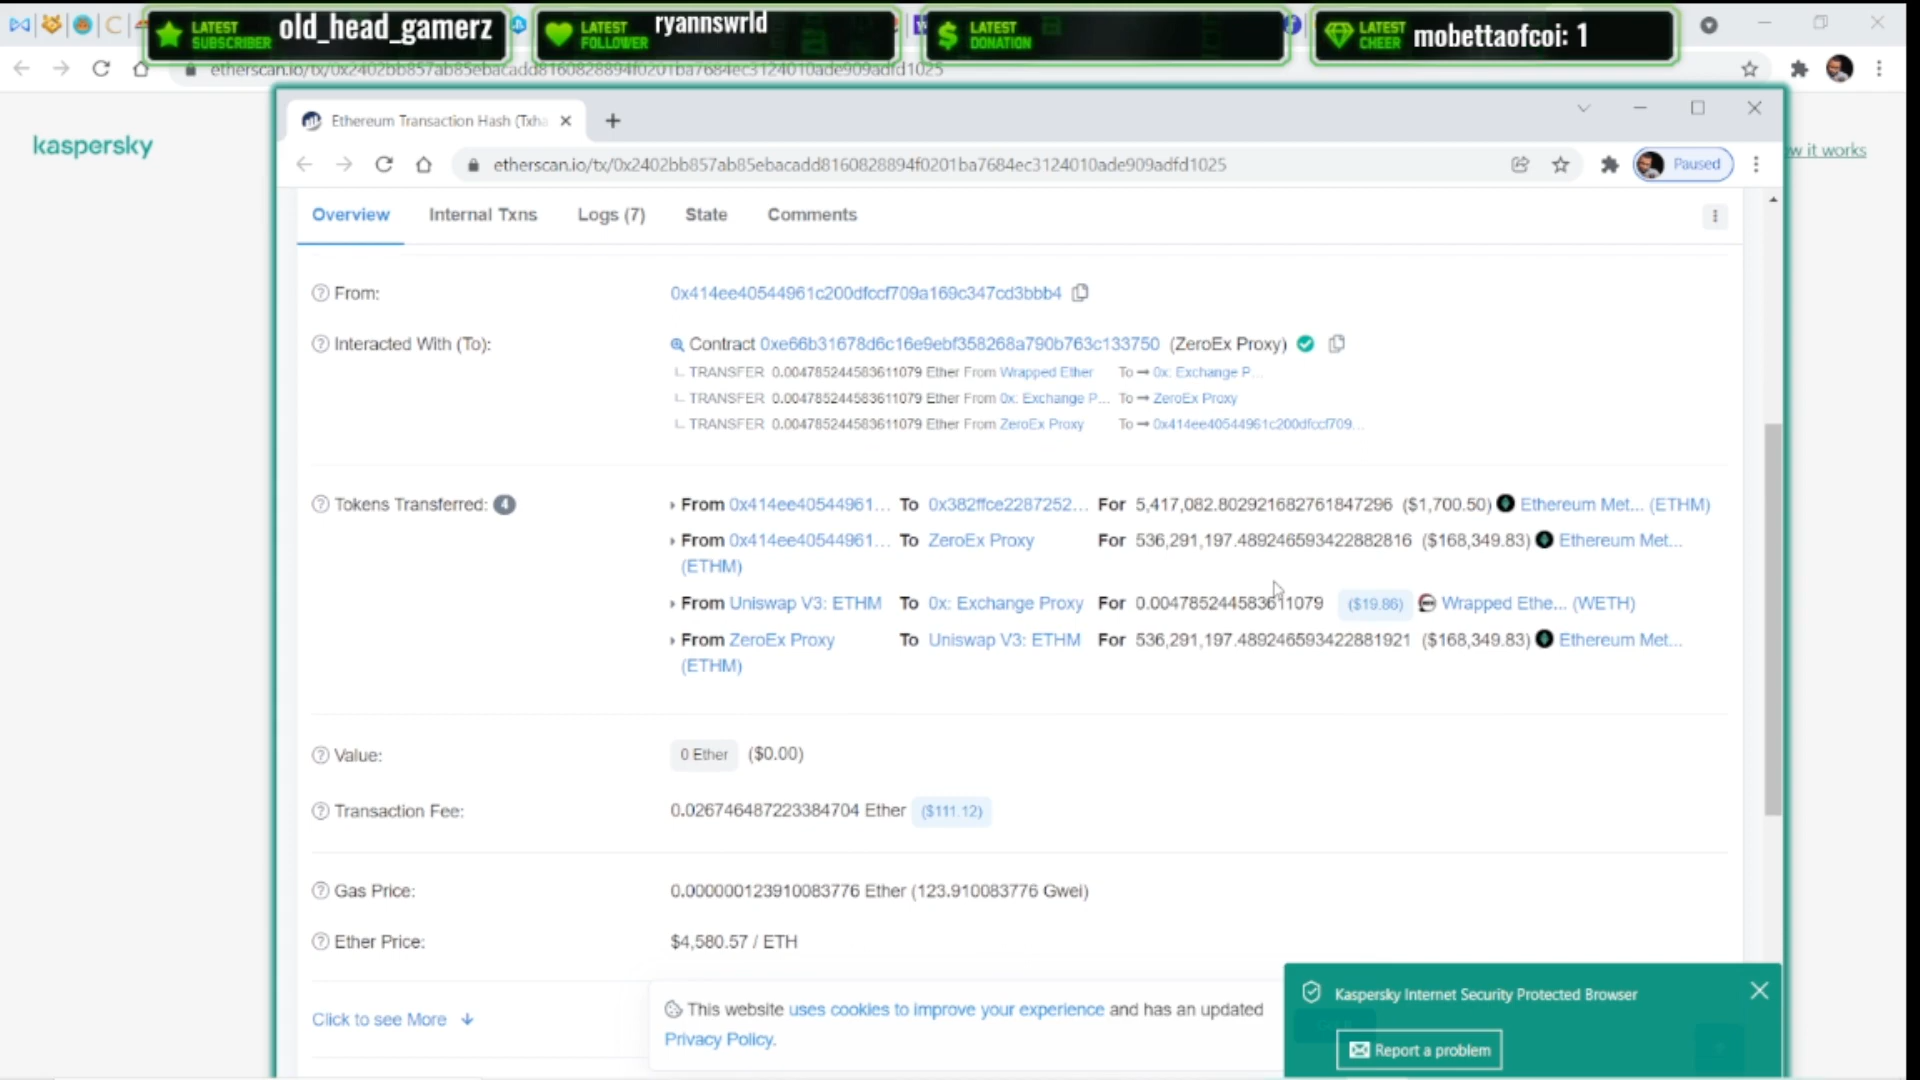 LATEST SUBSCRIBER old_head_gamerz
LATEST FOLLOWER ryannswrld
LATEST DONATION
LATEST CHEER mobettaofcoi: 1
etherscan.io/tx/0x2402bb857ab85ebacadd8160828894f0201ba7684ec3124010ade909adfd1025
kaspersky
w it works
Ethereum Transaction Hash (Txha
etherscan.io/tx/0x2402bb857ab85ebacadd8160828894f0201ba7684ec3124010ade909adfd1025
Paused
Overview Internal Txns Logs (7) State Comments
From: 0x414ee40544961c200dfccf709a169c347cd3bbb4
Interacted With (To): Contract 0xe66b31678d6c16e9ebf358268a790b763c133750 (ZeroEx Proxy)
TRANSFER 0.004785244583611079 Ether From Wrapped Ether To → 0x: Exchange P...
TRANSFER 0.004785244583611079 Ether From 0x: Exchange P... To → ZeroEx Proxy
TRANSFER 0.004785244583611079 Ether From ZeroEx Proxy To → 0x414ee40544961c200dfccf709...
Tokens Transferred: 4
From 0x414ee40544961... To 0x382ffce2287252... For 5,417,082.802921682761847296 ($1,700.50) Ethereum Met... (ETHM)
From 0x414ee40544961... To ZeroEx Proxy For 536,291,197.489246593422882816 ($168,349.83) Ethereum Met...
(ETHM)
From Uniswap V3: ETHM To 0x: Exchange Proxy For 0.004785244583611079 ($19.86) Wrapped Ethe... (WETH)
From ZeroEx Proxy To Uniswap V3: ETHM For 536,291,197.489246593422881921 ($168,349.83) Ethereum Met...
(ETHM)
Value: 0 Ether ($0.00)
Transaction Fee: 0.026746487223384704 Ether ($111.12)
Gas Price: 0.000000123910083776 Ether (123.910083776 Gwei)
Ether Price: $4,580.57 / ETH
Click to see More
This website uses cookies to improve your experience and has an updated
Privacy Policy.
Kaspersky Internet Security Protected Browser
Report a problem